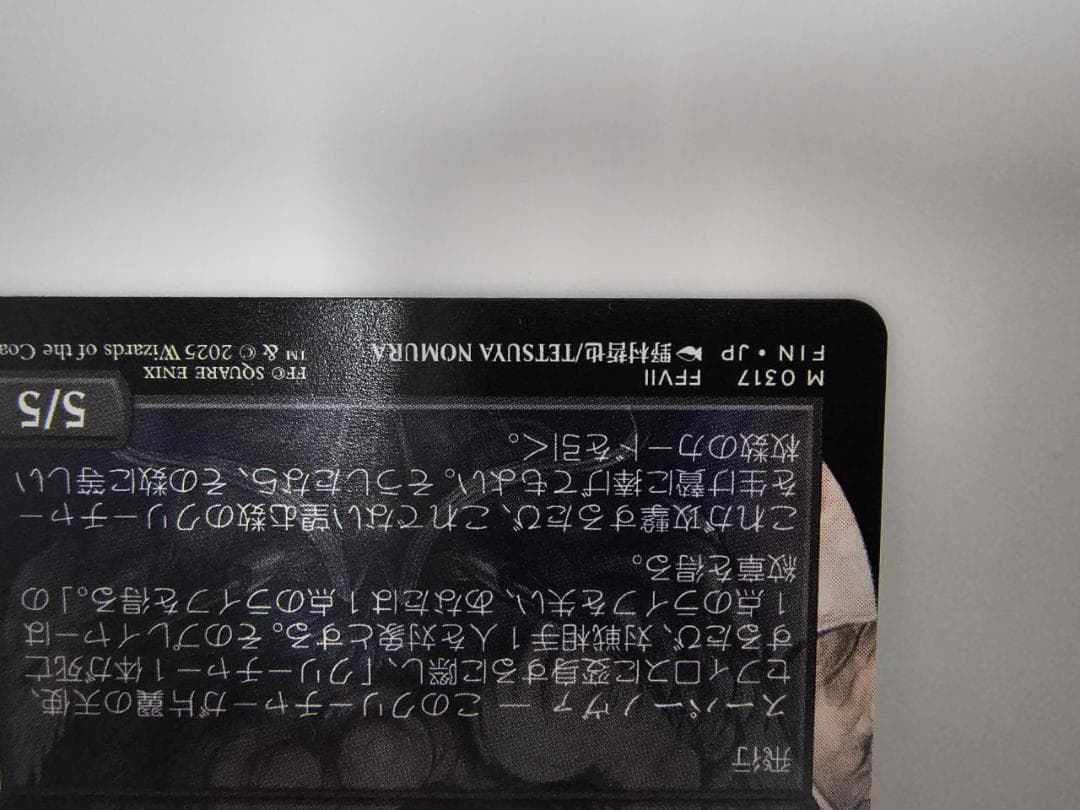 飛行
スーパーノヴァ ― このクリーチャーが片翼の天使、
セフィロスに変身するに際し、「クリーチャー１体が死亡
するたび、対戦相手１人を対象とする。そのプレイヤーは
１点のライフを失い、あなたは１点のライフを得る。」の
紋章を得る。
これが攻撃するたび、これでない望む数のクリーチャー
を生け贄に捧げてもよい。そうしたなら、その数に等しい
枚数のカードを引く。
5/5
M 0317 FFVII
FIN・JP 野村哲也/TETSUYA NOMURA
FFC SQUARE ENIX
TM & © 2025 Wizards of the Coa